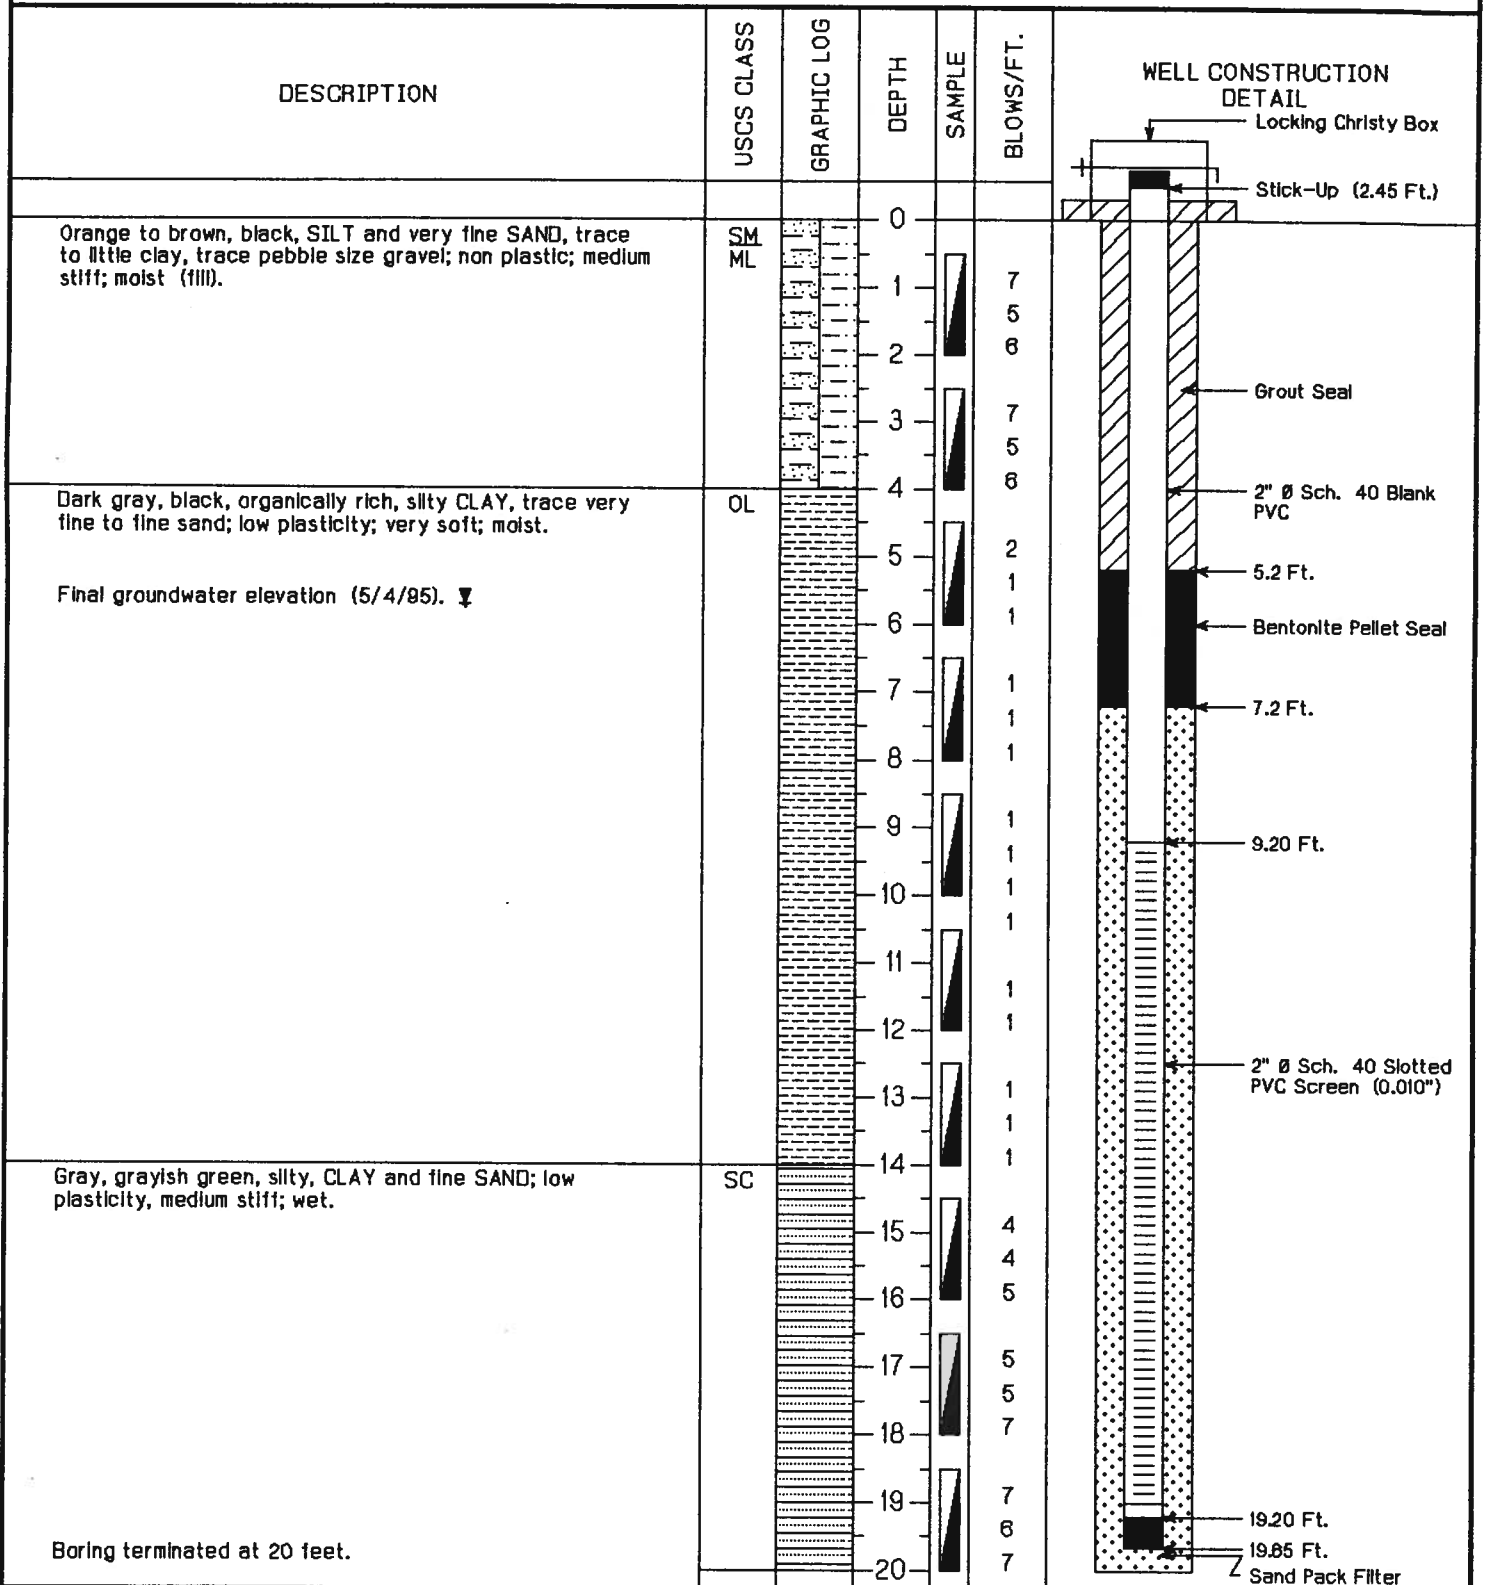 DESCRIPTION
USCS CLASS
GRAPHIC LOG
DEPTH
SAMPLE
BLOWS/FT.
WELL CONSTRUCTION
DETAIL
Locking Christy Box
Stick-Up (2.45 Ft.)
0
Orange to brown, black, SILT and very fine SAND, trace
to little clay, trace pebble size gravel; non plastic; medium
stiff; moist (fill).
SM
ML
1
7
5
2
6
Grout Seal
3
7
5
4
6
Dark gray, black, organically rich, silty CLAY, trace very
fine to fine sand; low plasticity; very soft; moist.
OL
2" Ø Sch. 40 Blank
PVC
5
2
5.2 Ft.
1
Final groundwater elevation (5/4/95).
6
1
Bentonite Pellet Seal
7
1
7.2 Ft.
1
8
1
9
1
9.20 Ft.
1
10
1
1
11
1
12
1
2" Ø Sch. 40 Slotted
PVC Screen (0.010")
13
1
1
14
1
Gray, grayish green, silty, CLAY and fine SAND; low
plasticity, medium stiff; wet.
SC
15
4
4
16
5
17
5
5
18
7
19
7
19.20 Ft.
6
Boring terminated at 20 feet.
19.65 Ft.
20
7
Sand Pack Filter